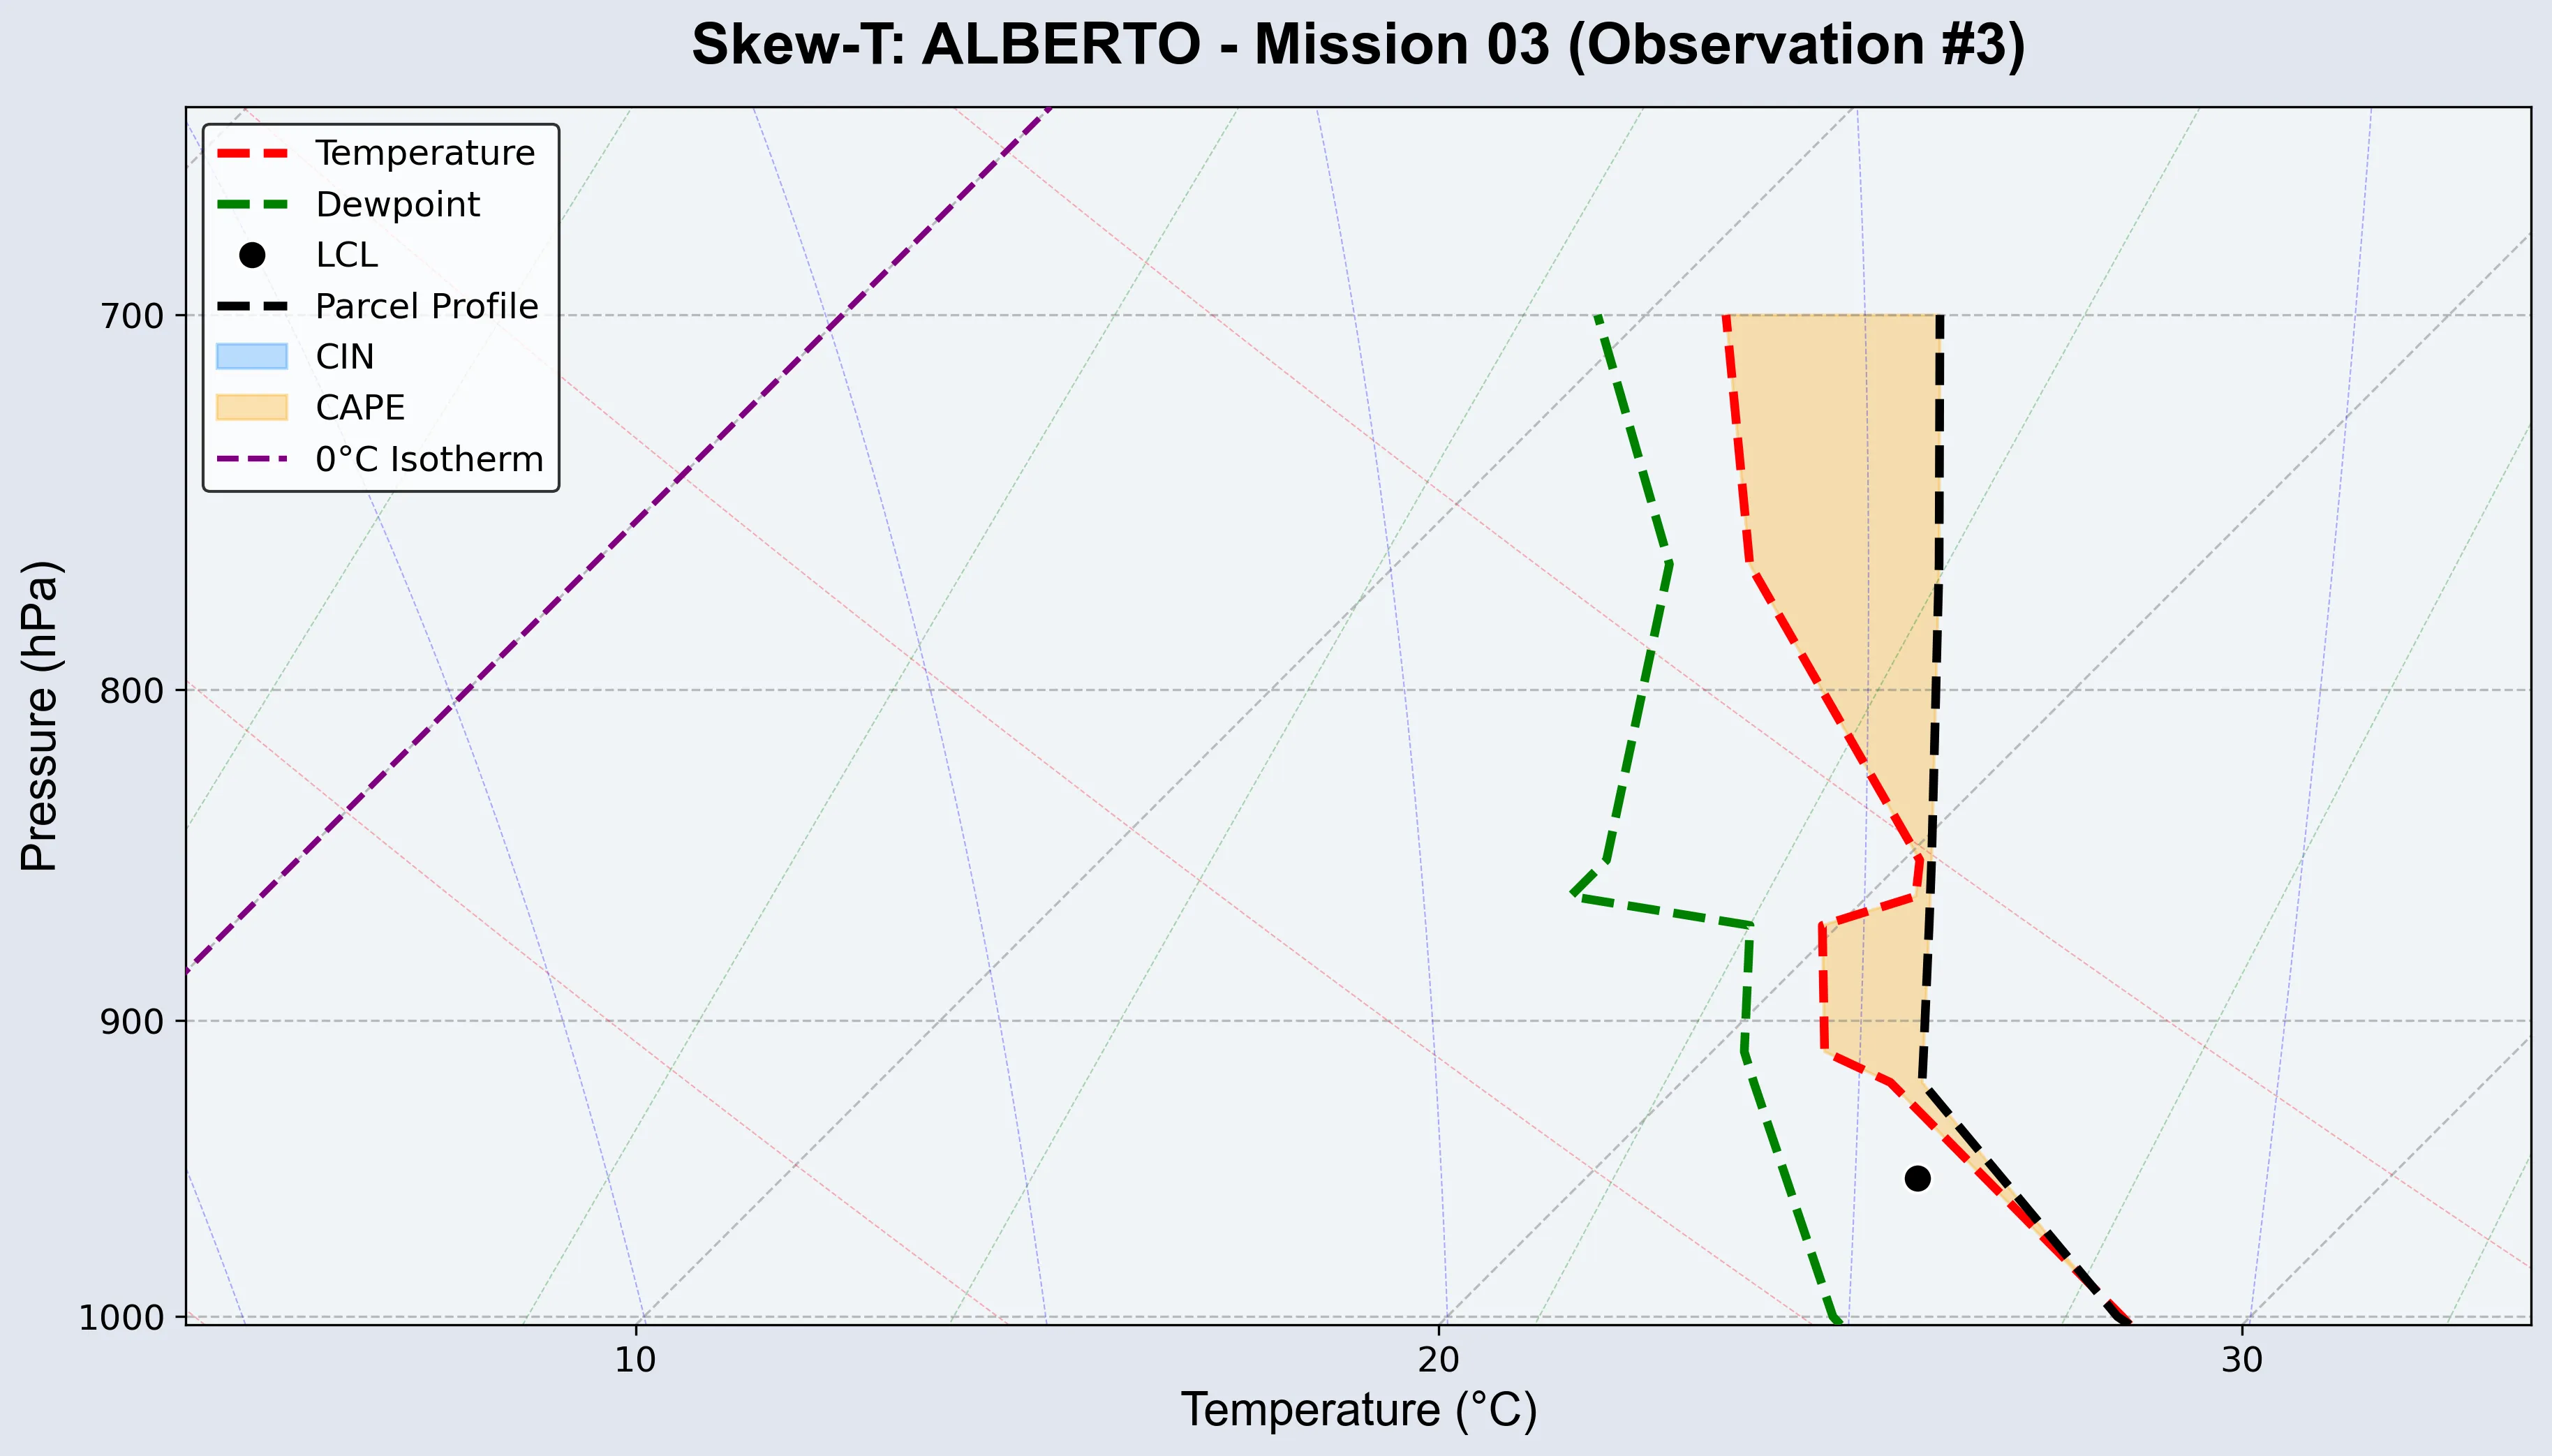 Skew-T: ALBERTO - Mission 03 (Observation #3)
Temperature
Dewpoint
LCL
Parcel Profile
CIN
CAPE
0°C Isotherm
Pressure (hPa)
700
800
900
1000
10 20 30
Temperature (°C)